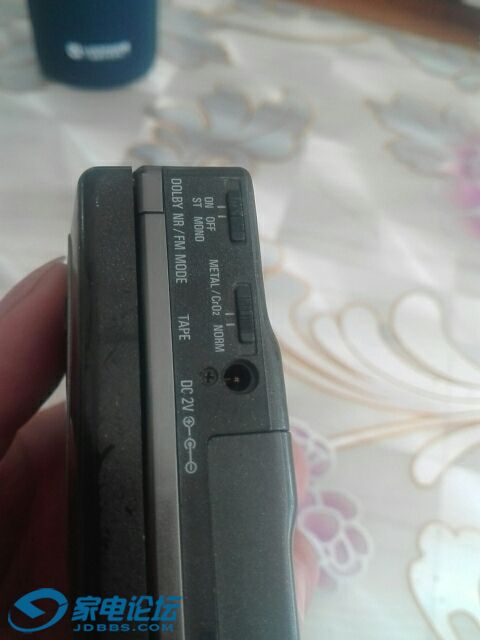 ON OFF
ST MONO
DOLBY NR/FM MODE
METAL/CrO2 NORM
TAPE
DC 2V
家电论坛
JDBBS.COM